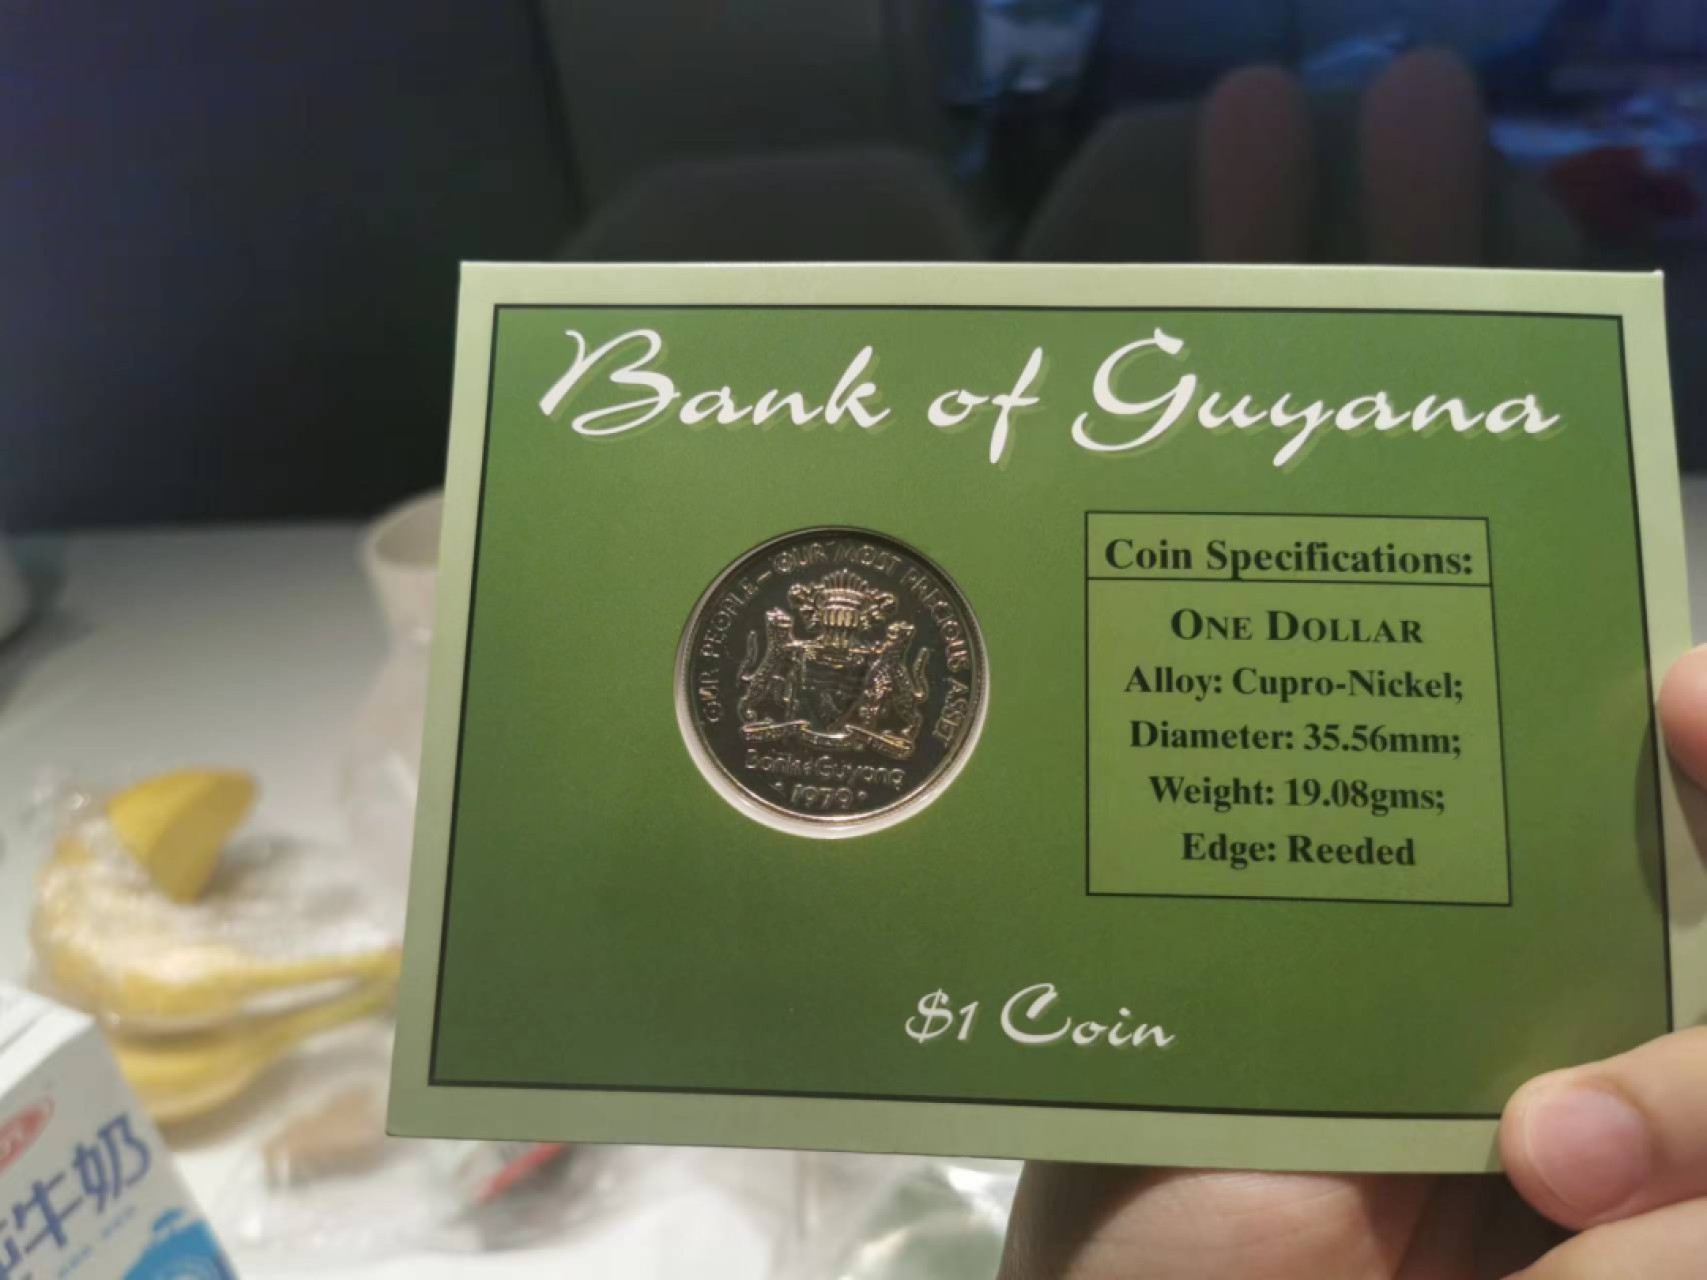 Bank of Guyana
OUR PEOPLE – OUR MOST PRECIOUS ASSET
Bank of Guyana
1979
Coin Specifications:
ONE DOLLAR
Alloy: Cupro-Nickel;
Diameter: 35.56mm;
Weight: 19.08gms;
Edge: Reeded
$1 Coin
牛奶